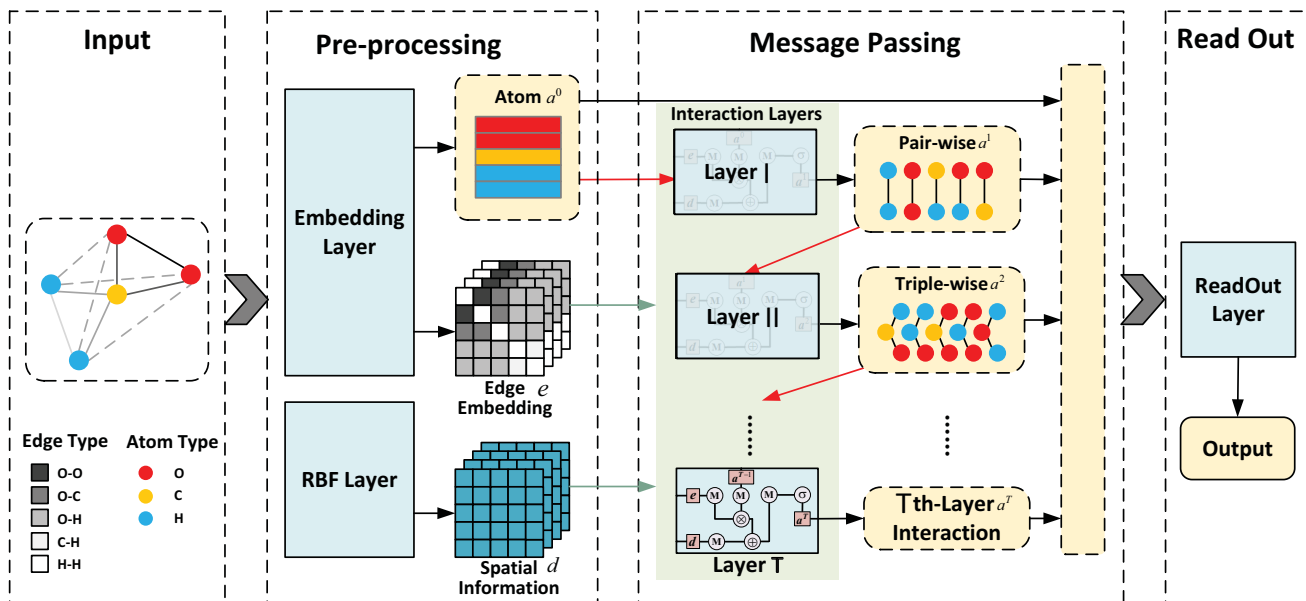 Input
Edge Type
Atom Type
O-O
O-C
O-H
C-H
H-H
O
C
H
Pre-processing
Embedding
Layer
RBF Layer
Atom a⁰
Edge e
Embedding
Spatial d
Information
Message Passing
Interaction Layers
e
M
M
M
σ
d
M
Layer |
Pair-wise a¹
M
M
M
σ
M
Layer ||
Triple-wise a²
aᵀ⁻¹
e
M
M
M
σ
⊗
aᵀ
d
M
⊕
Layer T
Tth-Layer aᵀ
Interaction
Read Out
ReadOut
Layer
Output